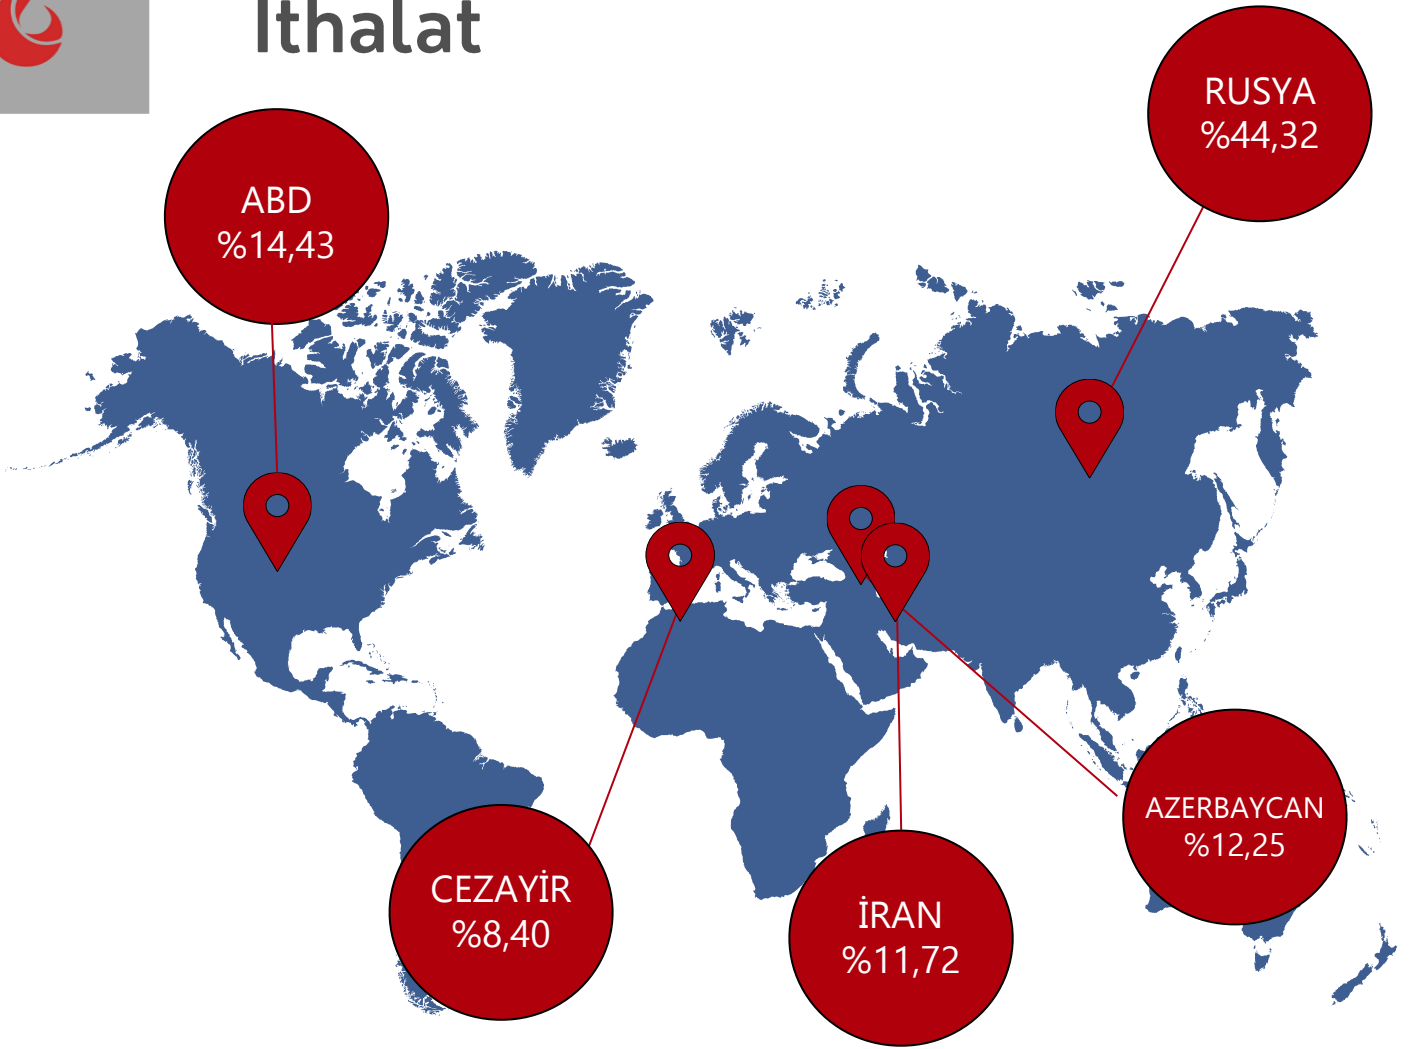 İthalat
RUSYA
%44,32
ABD
%14,43
AZERBAYCAN
%12,25
CEZAYİR
%8,40
İRAN
%11,72